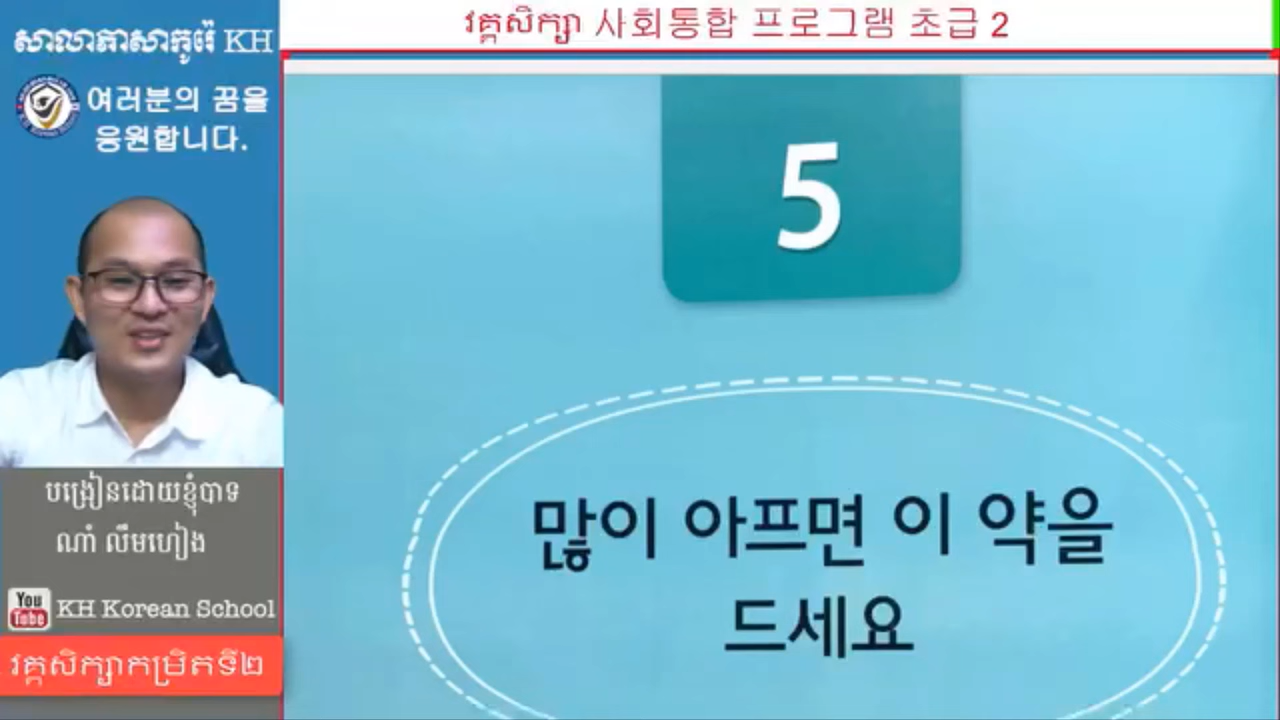 សាលាភាសាកូរ៉េ KH
여러분의 꿈을
응원합니다.
បង្រៀនដោយខ្ញុំបាទ
ណាំ លឹមហៀង
You
Tube
KH Korean School
វគ្គសិក្សាកម្រិតទី២
វគ្គសិក្សា 사회통합 프로그램 초급 2
5
많이 아프면 이 약을
드세요